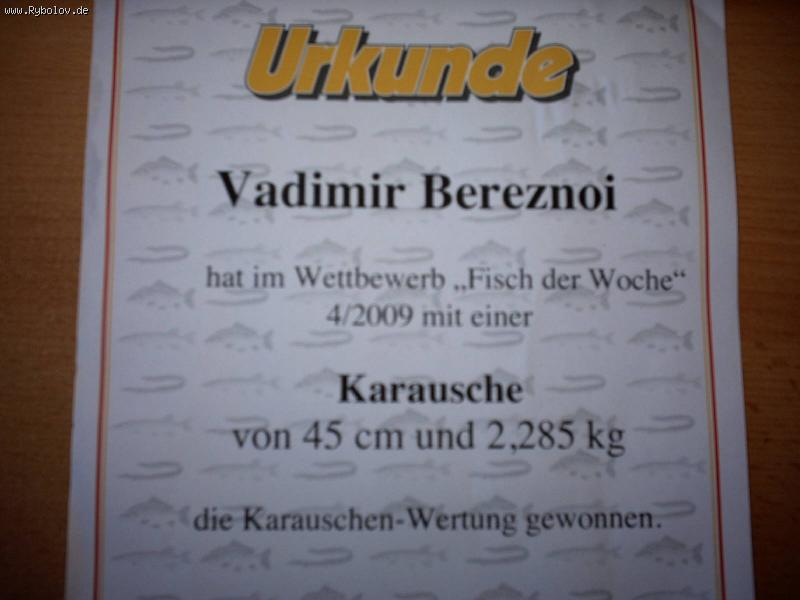 www.Rybolov.de
Urkunde
Vadimir Bereznoi
hat im Wettbewerb „Fisch der Woche“
4/2009 mit einer
Karausche
von 45 cm und 2,285 kg
die Karauschen-Wertung gewonnen.